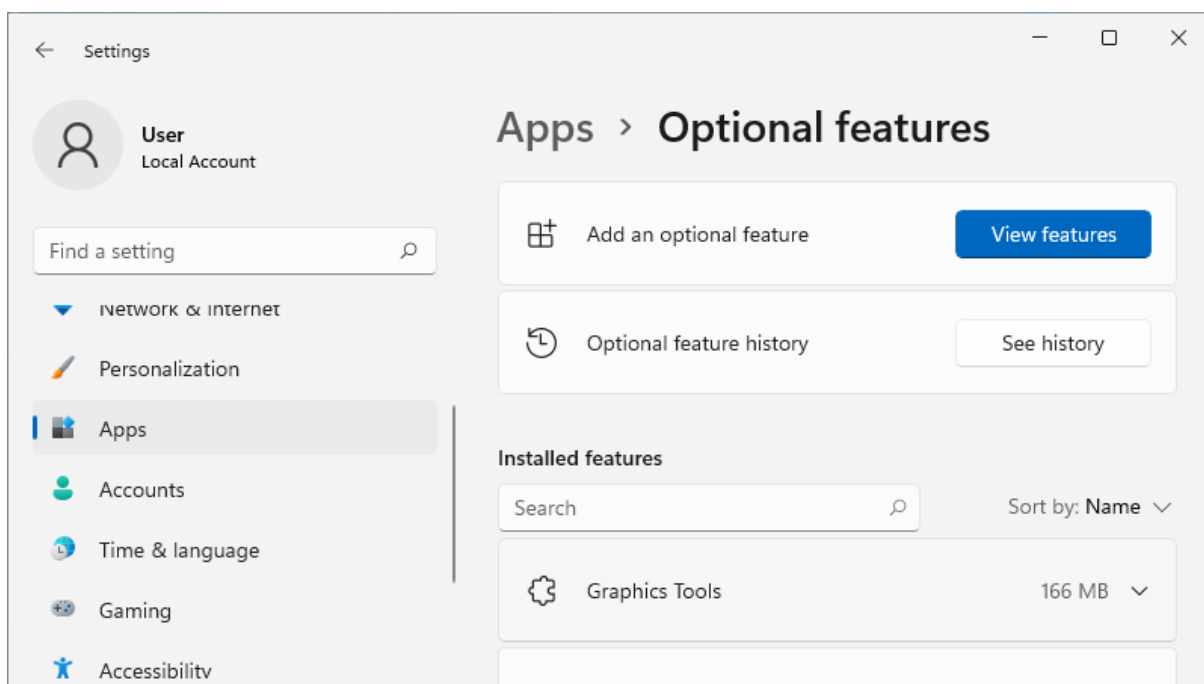 Settings
User
Local Account
Find a setting
Network & Internet
Personalization
Apps
Accounts
Time & language
Gaming
Accessibility
Apps > Optional features
Add an optional feature
View features
Optional feature history
See history
Installed features
Search
Sort by: Name
Graphics Tools
166 MB